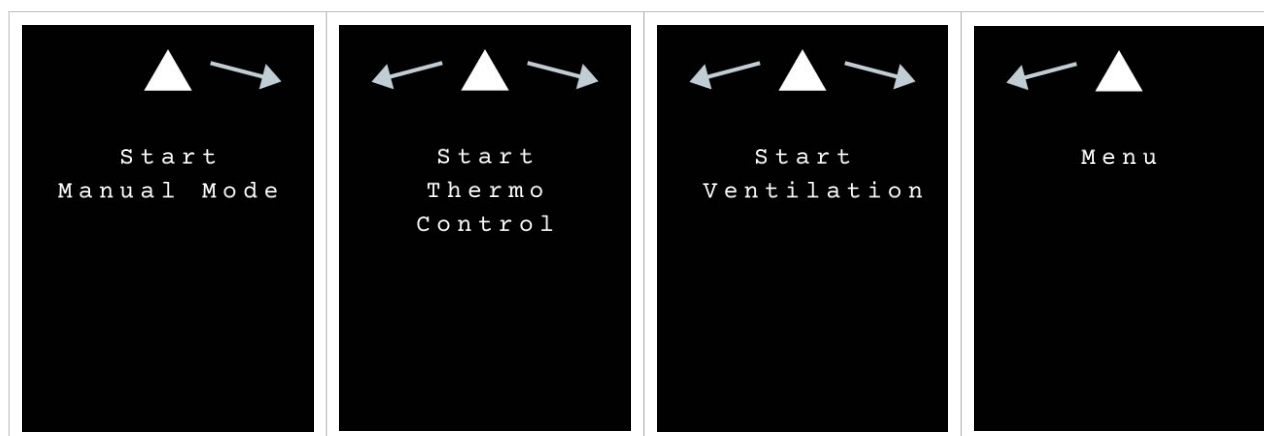 Start
Manual Mode
Start
Thermo
Control
Start
Ventilation
Menu